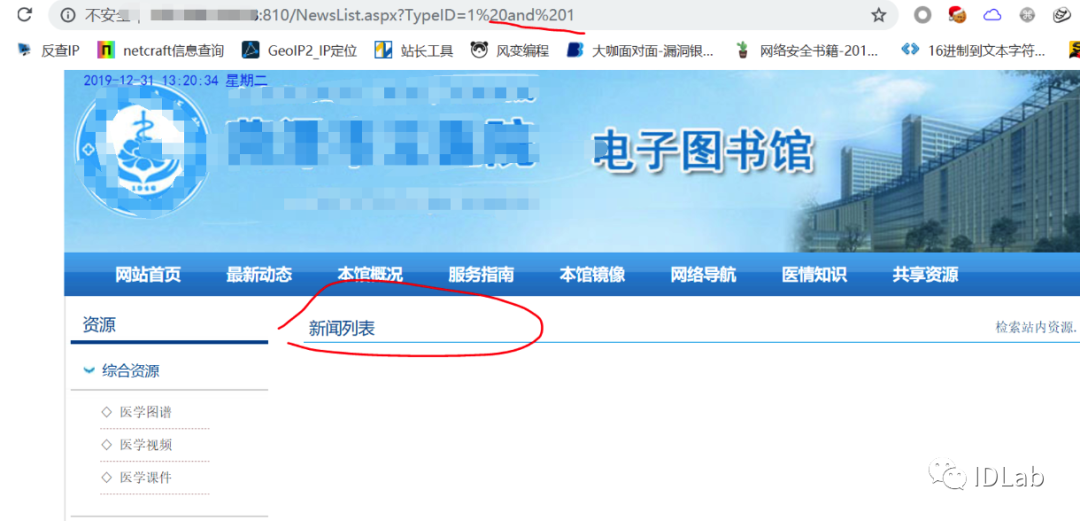 不安全
:810/NewsList.aspx?TypeID=1%20and%201
反查IP netcraft信息查询 GeoIP2_IP定位 站长工具 风变编程 大咖面对面-漏洞银... 网络安全书籍-201... 16进制到文本字符...
2019-12-31 13:20:34 星期二
电子图书馆
网站首页 最新动态 本馆概况 服务指南 本馆镜像 网络导航 医情知识 共享资源
资源
新闻列表
检索站内资源.
综合资源
医学图谱
医学视频
医学课件
IDLab